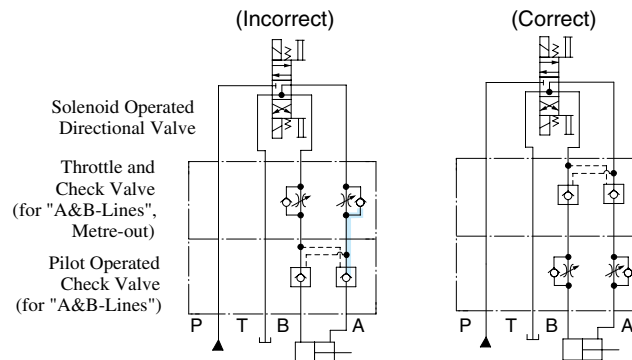 (Incorrect)
(Correct)
Solenoid Operated
Directional Valve
Throttle and
Check Valve
(for "A&B-Lines",
Metre-out)
Pilot Operated
Check Valve
(for "A&B-Lines")
P T B A
P T B A